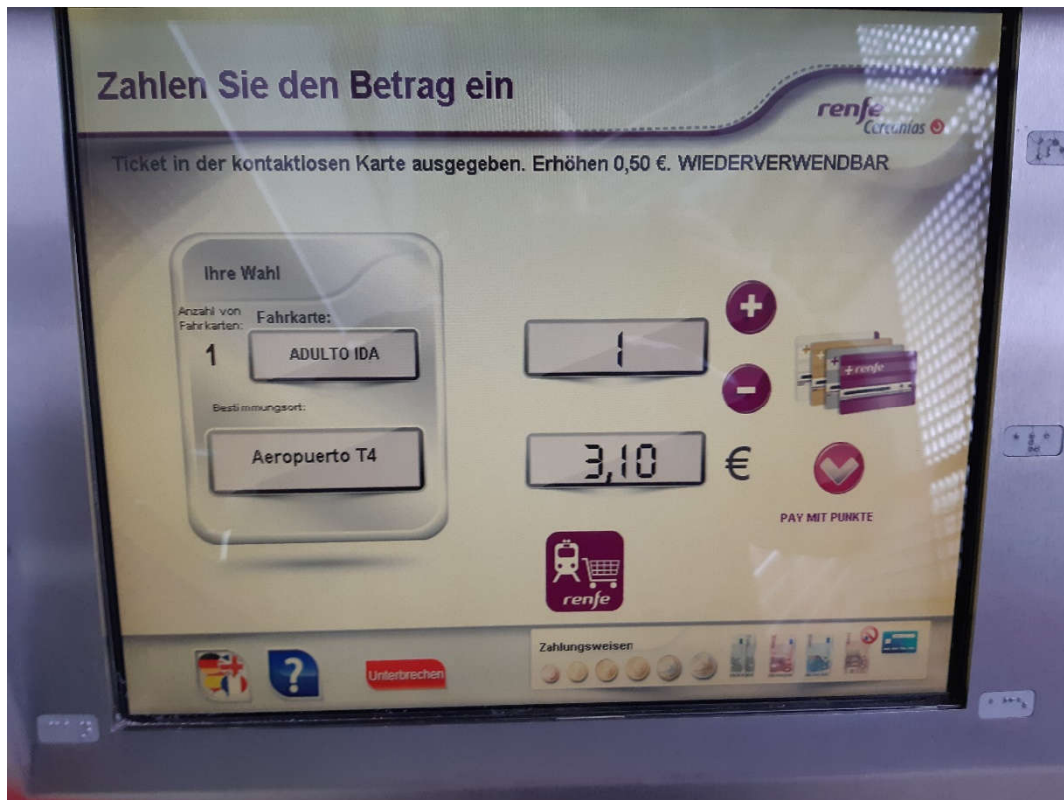 Zahlen Sie den Betrag ein
renfe
Cercanías
Ticket in der kontaktlosen Karte ausgegeben. Erhöhen 0,50 €. WIEDERVERWENDBAR
Ihre Wahl
Anzahl von
Fahrkarten:
Fahrkarte:
1
ADULTO IDA
1
+
-
renfe
Bestimmungsort:
Aeropuerto T4
3,10 €
PAY MIT PUNKTE
renfe
?
Unterbrechen
Zahlungsweisen